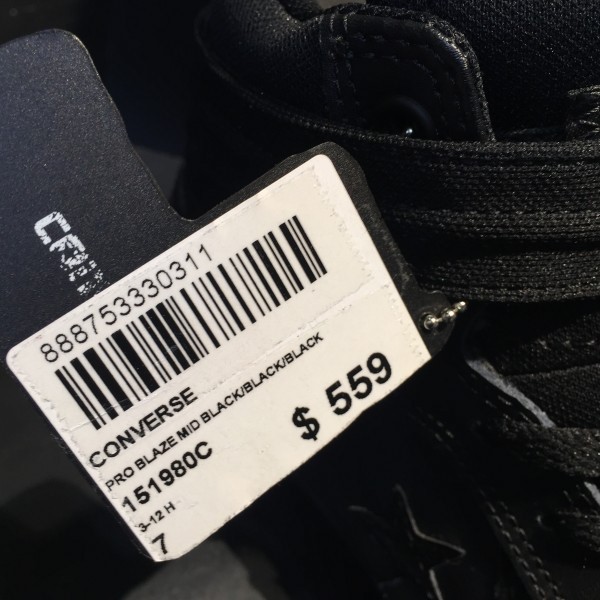 888753330311
CONVERSE
PRO BLAZE MID BLACK/BLACK/BLACK
151980C
$ 559
3-12 H
7